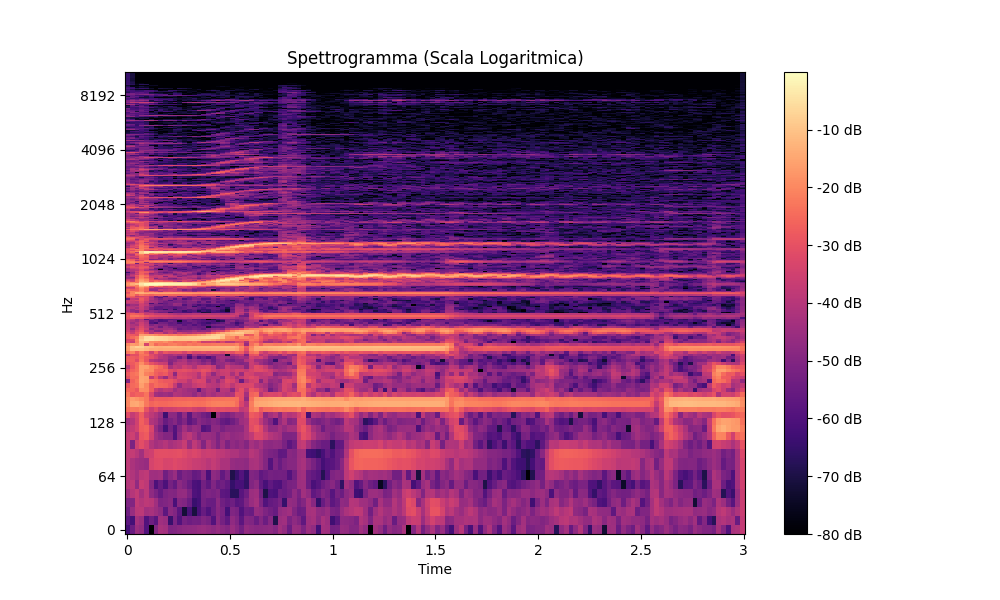 Spettrogramma (Scala Logaritmica)
Hz
8192
4096
2048
1024
512
256
128
64
0
0
0.5
1
1.5
2
2.5
3
Time
-10 dB
-20 dB
-30 dB
-40 dB
-50 dB
-60 dB
-70 dB
-80 dB